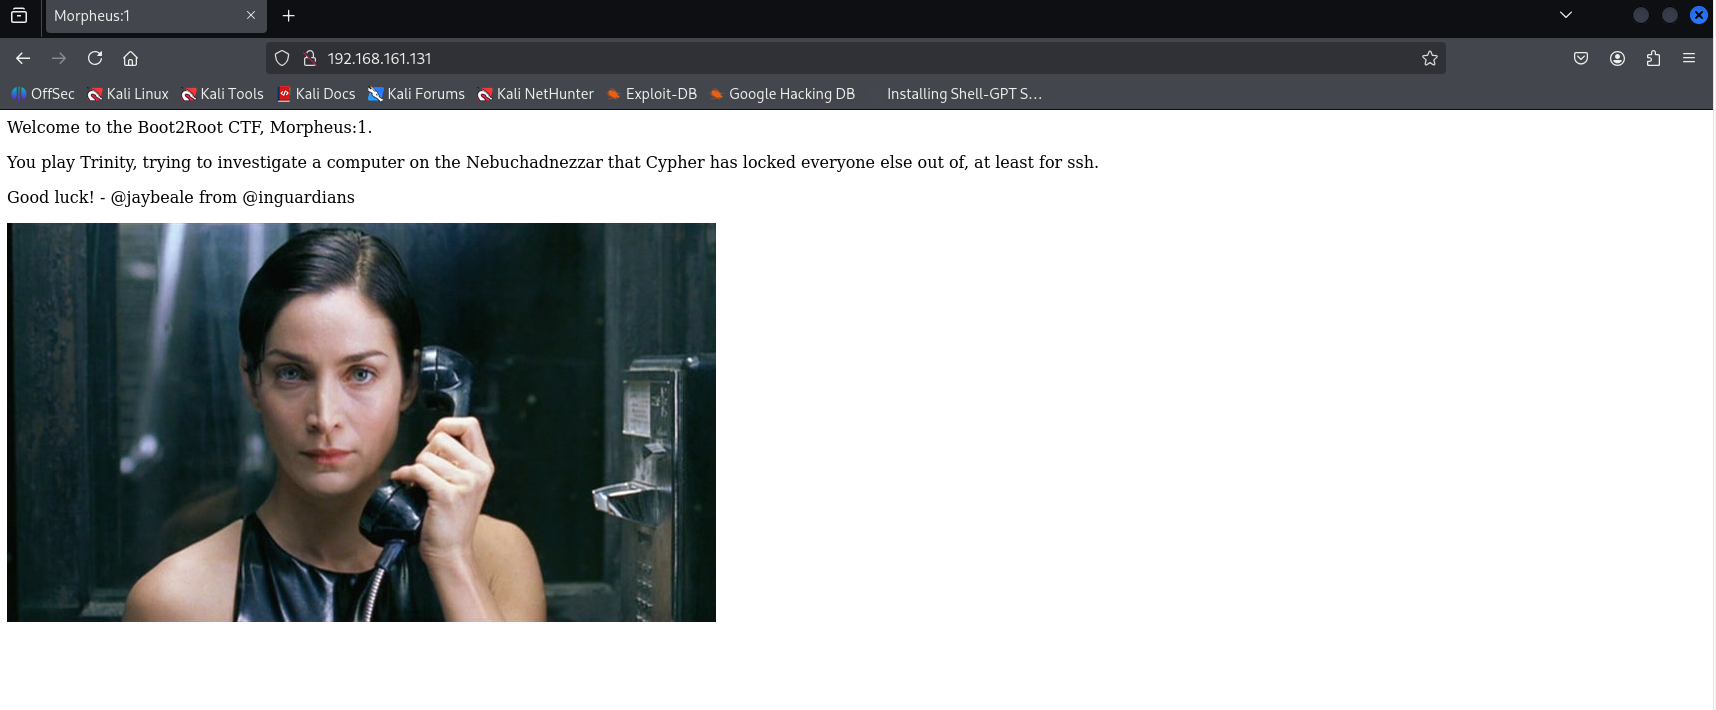 Morpheus:1
192.168.161.131
OffSec Kali Linux Kali Tools Kali Docs Kali Forums Kali NetHunter Exploit-DB Google Hacking DB Installing Shell-GPT S...
Welcome to the Boot2Root CTF, Morpheus:1.
You play Trinity, trying to investigate a computer on the Nebuchadnezzar that Cypher has locked everyone else out of, at least for ssh.
Good luck! - @jaybeale from @inguardians